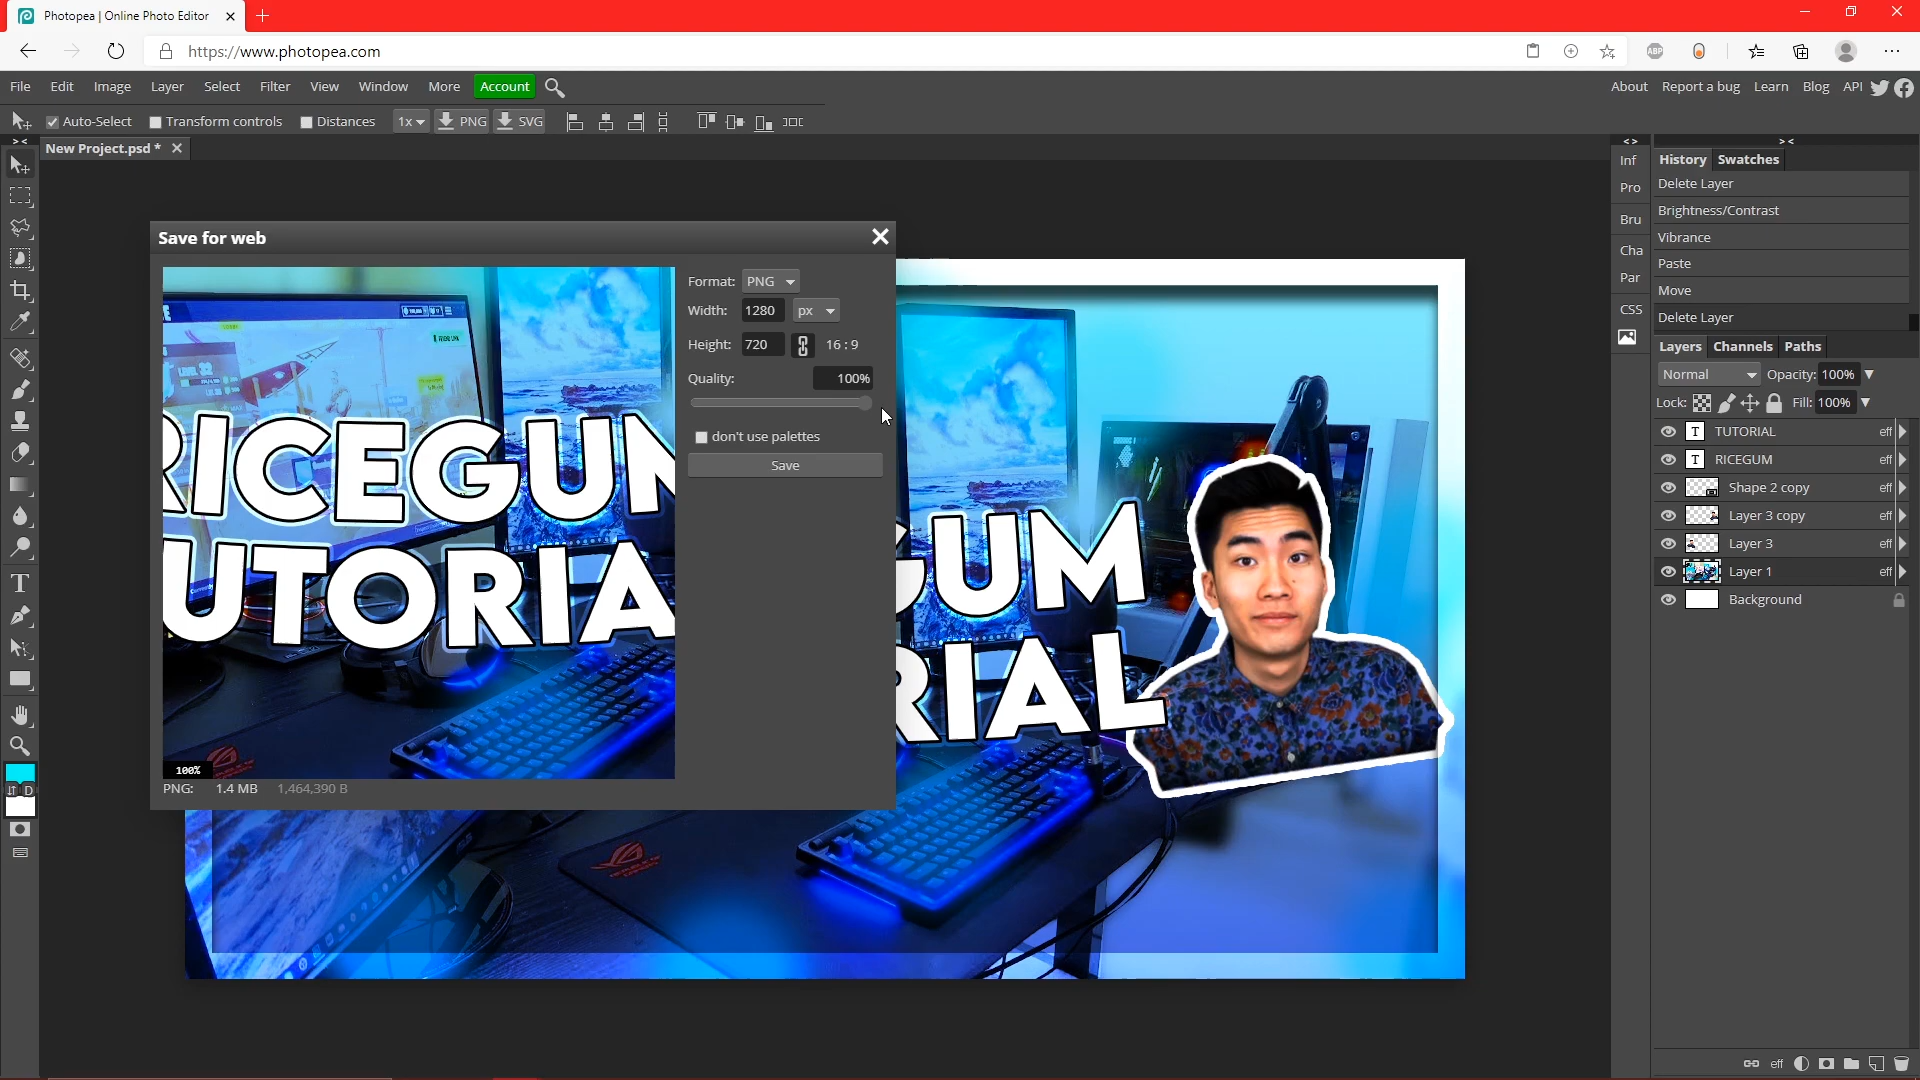 Photopea | Online Photo Editor
https://www.photopea.com
ABP
File Edit Image Layer Select Filter View Window More Account
About Report a bug Learn Blog API
Auto-Select Transform controls Distances 1x PNG SVG
New Project.psd *
Save for web
Format: PNG
Width: 1280 px
Height: 720 16 : 9
Quality: 100%
don't use palettes
Save
RICEGUM
UTORIA
100%
PNG: 1.4 MB 1,464,390 B
GUM
RIAL
Inf
Pro
Bru
Cha
Par
CSS
History Swatches
Delete Layer
Brightness/Contrast
Vibrance
Paste
Move
Delete Layer
Layers Channels Paths
Normal Opacity: 100%
Lock: Fill: 100%
T TUTORIAL eff
T RICEGUM eff
Shape 2 copy eff
Layer 3 copy eff
Layer 3 eff
Layer 1 eff
Background
T
D
eff